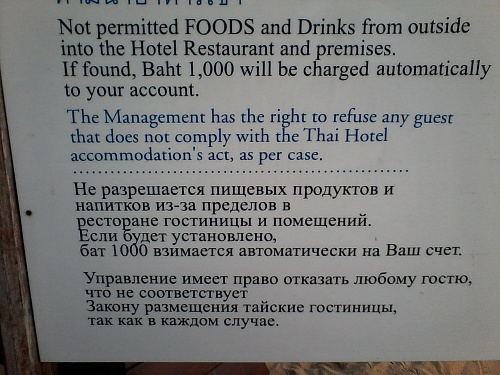 Not permitted FOODS and Drinks from outside
into the Hotel Restaurant and premises.
If found, Baht 1,000 will be charged automatically
to your account.
The Management has the right to refuse any guest
that does not comply with the Thai Hotel
accommodation's act, as per case.
Не разрешается пищевых продуктов и
напитков из-за пределов в
ресторане гостиницы и помещений.
Если будет установлено,
бат 1000 взимается автоматически на Ваш счет.
Управление имеет право отказать любому гостю,
что не соответствует
Закону размещения тайские гостиницы,
так как в каждом случае.